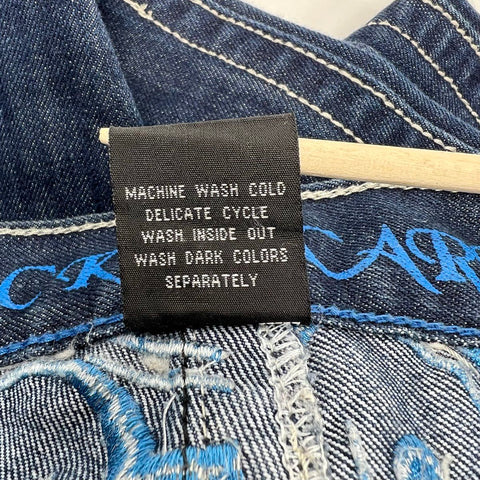 MACHINE WASH COLD
DELICATE CYCLE
WASH INSIDE OUT
WASH DARK COLORS
SEPARATELY